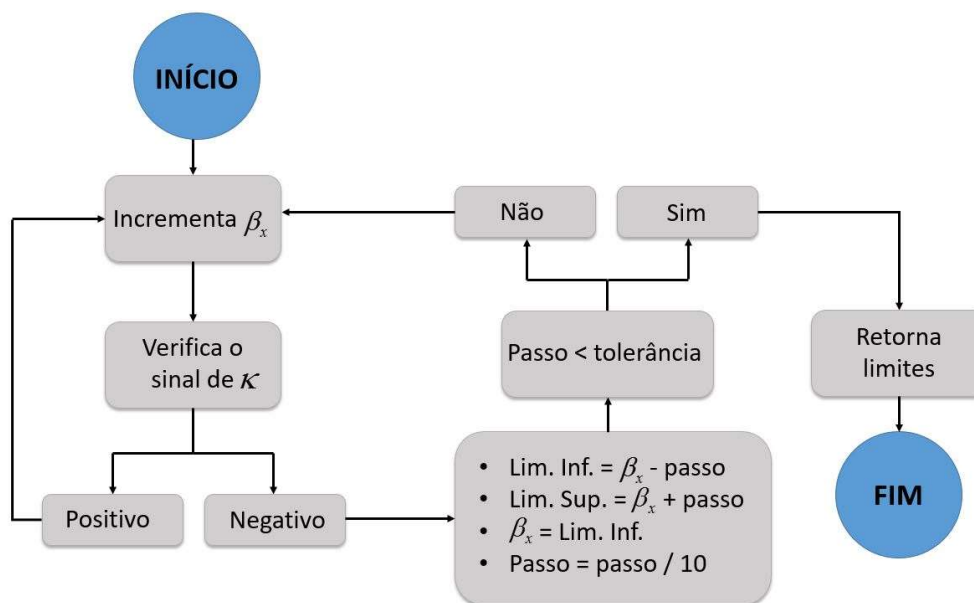 INÍCIO
Incrementa βₓ
Verifica o
sinal de κ
Positivo
Negativo
• Lim. Inf. = βₓ - passo
• Lim. Sup. = βₓ + passo
• βₓ = Lim. Inf.
• Passo = passo / 10
Passo < tolerância
Não
Sim
Retorna
limites
FIM